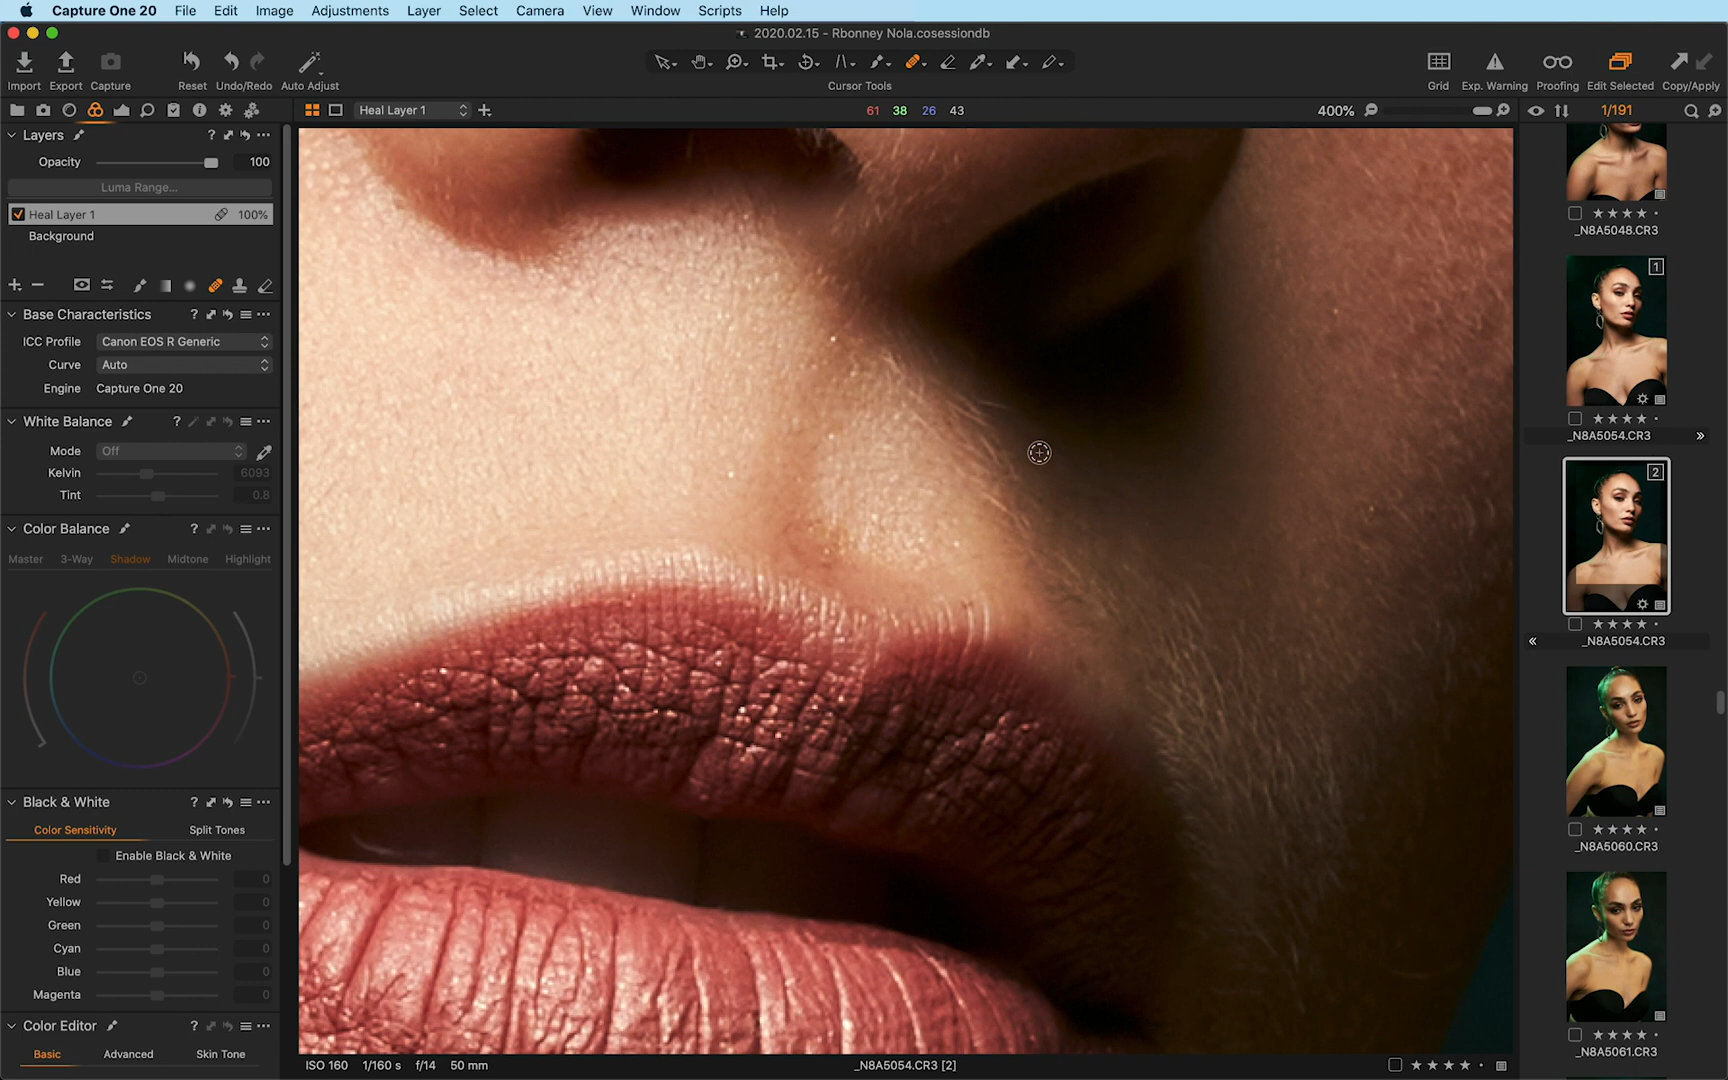 Capture One 20 File Edit Image Adjustments Layer Select Camera View Window Scripts Help
2020.02.15 - Rbonney Nola.cosessiondb
Import Export Capture Reset Undo/Redo Auto Adjust Cursor Tools Grid Exp. Warning Proofing Edit Selected Copy/Apply
Heal Layer 1 61 38 26 43 400% 1/191
Layers ?
Opacity 100
Luma Range...
Heal Layer 1 100%
Background
Base Characteristics ?
ICC Profile Canon EOS R Generic
Curve Auto
Engine Capture One 20
White Balance ?
Mode Off
Kelvin 6093
Tint 0.8
Color Balance ?
Master 3-Way Shadow Midtone Highlight
Black & White ?
Color Sensitivity Split Tones
Enable Black & White
Red 0
Yellow 0
Green 0
Cyan 0
Blue 0
Magenta 0
Color Editor ?
Basic Advanced Skin Tone
ISO 160 1/160 s f/14 50 mm _N8A5054.CR3 [2]
_N8A5048.CR3
1
_N8A5054.CR3 »
2
« _N8A5054.CR3
_N8A5060.CR3
_N8A5061.CR3